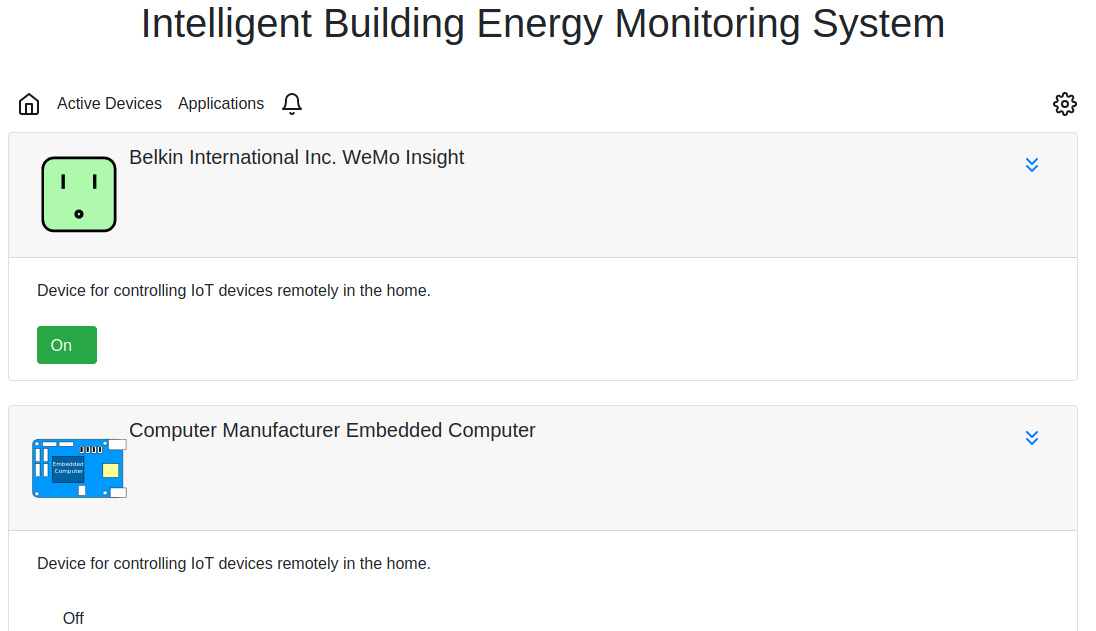 Intelligent Building Energy Monitoring System
Active Devices Applications
Belkin International Inc. WeMo Insight
Device for controlling IoT devices remotely in the home.
On
Computer Manufacturer Embedded Computer
Embedded
Computer
Device for controlling IoT devices remotely in the home.
Off